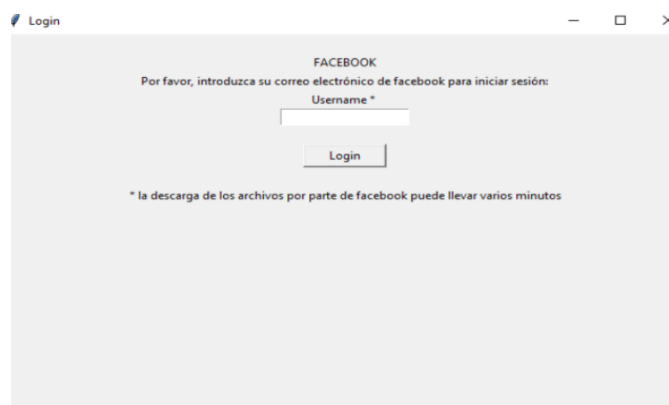 Login
FACEBOOK
Por favor, introduzca su correo electrónico de facebook para iniciar sesión:
Username *
Login
* la descarga de los archivos por parte de facebook puede llevar varios minutos